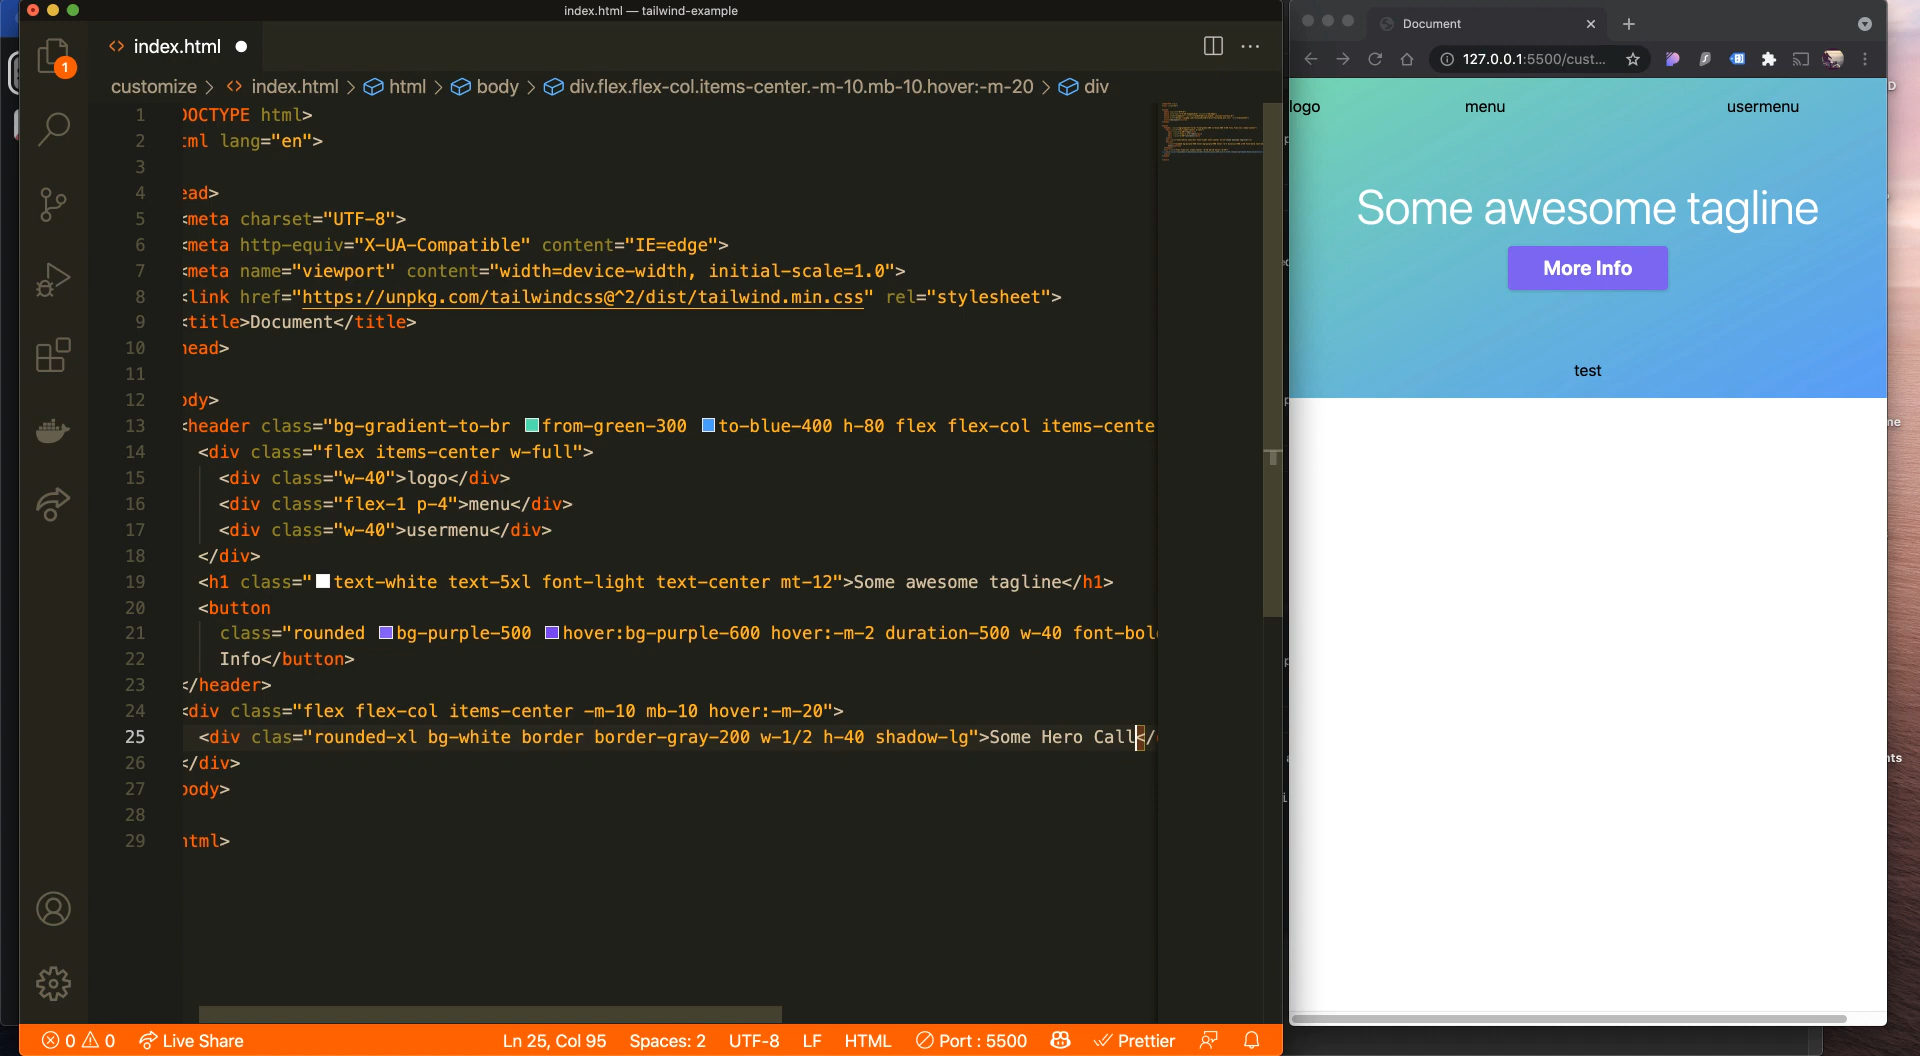 index.html — tailwind-example
index.html
customize > index.html > html > body > div.flex.flex-col.items-center.-m-10.mb-10.hover:-m-20 > div
1 DOCTYPE html>
2 tml lang="en">
3
4 ead>
5 <meta charset="UTF-8">
6 <meta http-equiv="X-UA-Compatible" content="IE=edge">
7 <meta name="viewport" content="width=device-width, initial-scale=1.0">
8 <link href="https://unpkg.com/tailwindcss@^2/dist/tailwind.min.css" rel="stylesheet">
9 <title>Document</title>
10 head>
11
12 ody>
13 <header class="bg-gradient-to-br from-green-300 to-blue-400 h-80 flex flex-col items-cente
14 <div class="flex items-center w-full">
15 <div class="w-40">logo</div>
16 <div class="flex-1 p-4">menu</div>
17 <div class="w-40">usermenu</div>
18 </div>
19 <h1 class="text-white text-5xl font-light text-center mt-12">Some awesome tagline</h1>
20 <button
21 class="rounded bg-purple-500 hover:bg-purple-600 hover:-m-2 duration-500 w-40 font-bol
22 Info</button>
23 </header>
24 <div class="flex flex-col items-center -m-10 mb-10 hover:-m-20">
25 <div clas="rounded-xl bg-white border border-gray-200 w-1/2 h-40 shadow-lg">Some Hero Call</
26 </div>
27 body>
28
29 html>
1
0 0 Live Share Ln 25, Col 95 Spaces: 2 UTF-8 LF HTML Port : 5500 Prettier
Document
127.0.0.1:5500/cust...
logo menu usermenu
Some awesome tagline
More Info
test